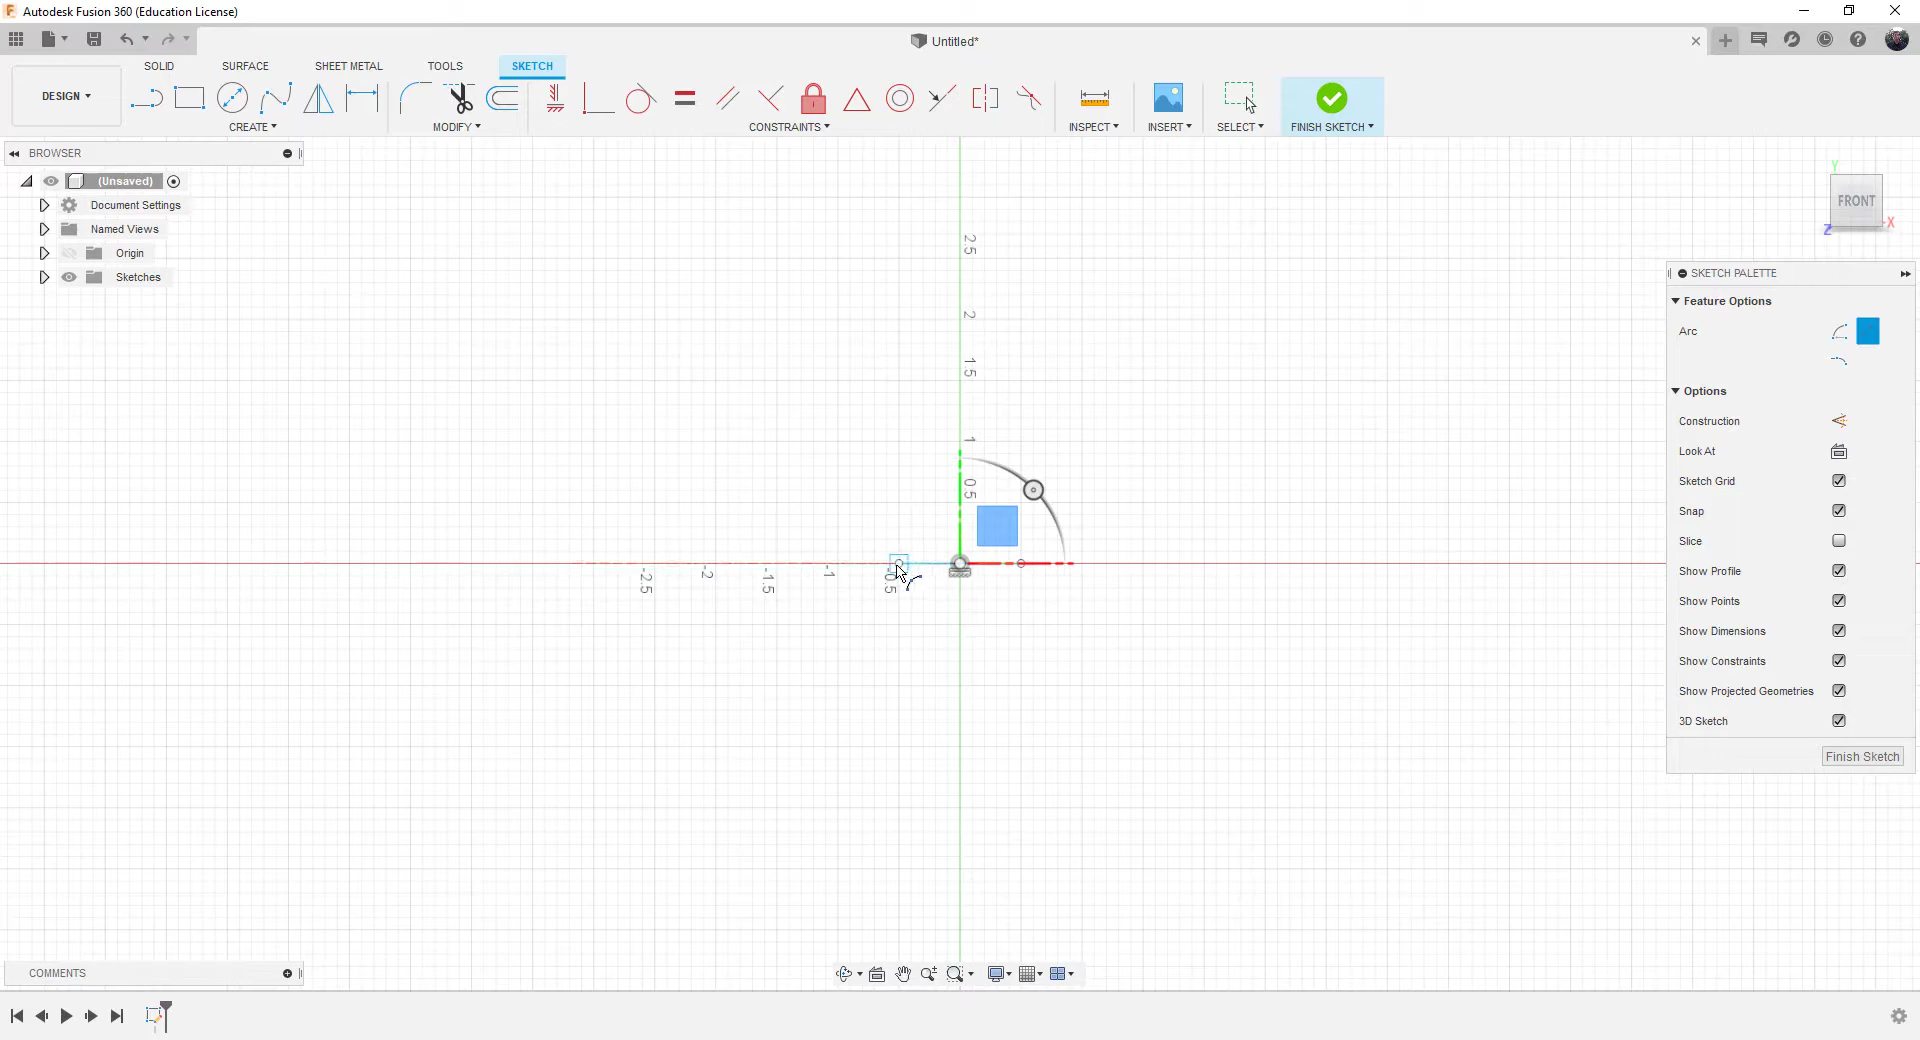 Autodesk Fusion 360 (Education License)
Untitled*
SOLID SURFACE SHEET METAL TOOLS SKETCH
DESIGN
CREATE MODIFY CONSTRAINTS INSPECT INSERT SELECT FINISH SKETCH
BROWSER
(Unsaved)
Document Settings
Named Views
Origin
Sketches
Y
FRONT
X
Z
2.5
2
1.5
1
0.5
-2.5
-2
-1.5
-1
-0.5
SKETCH PALETTE
Feature Options
Arc
Options
Construction
Look At
Sketch Grid
Snap
Slice
Show Profile
Show Points
Show Dimensions
Show Constraints
Show Projected Geometries
3D Sketch
Finish Sketch
COMMENTS